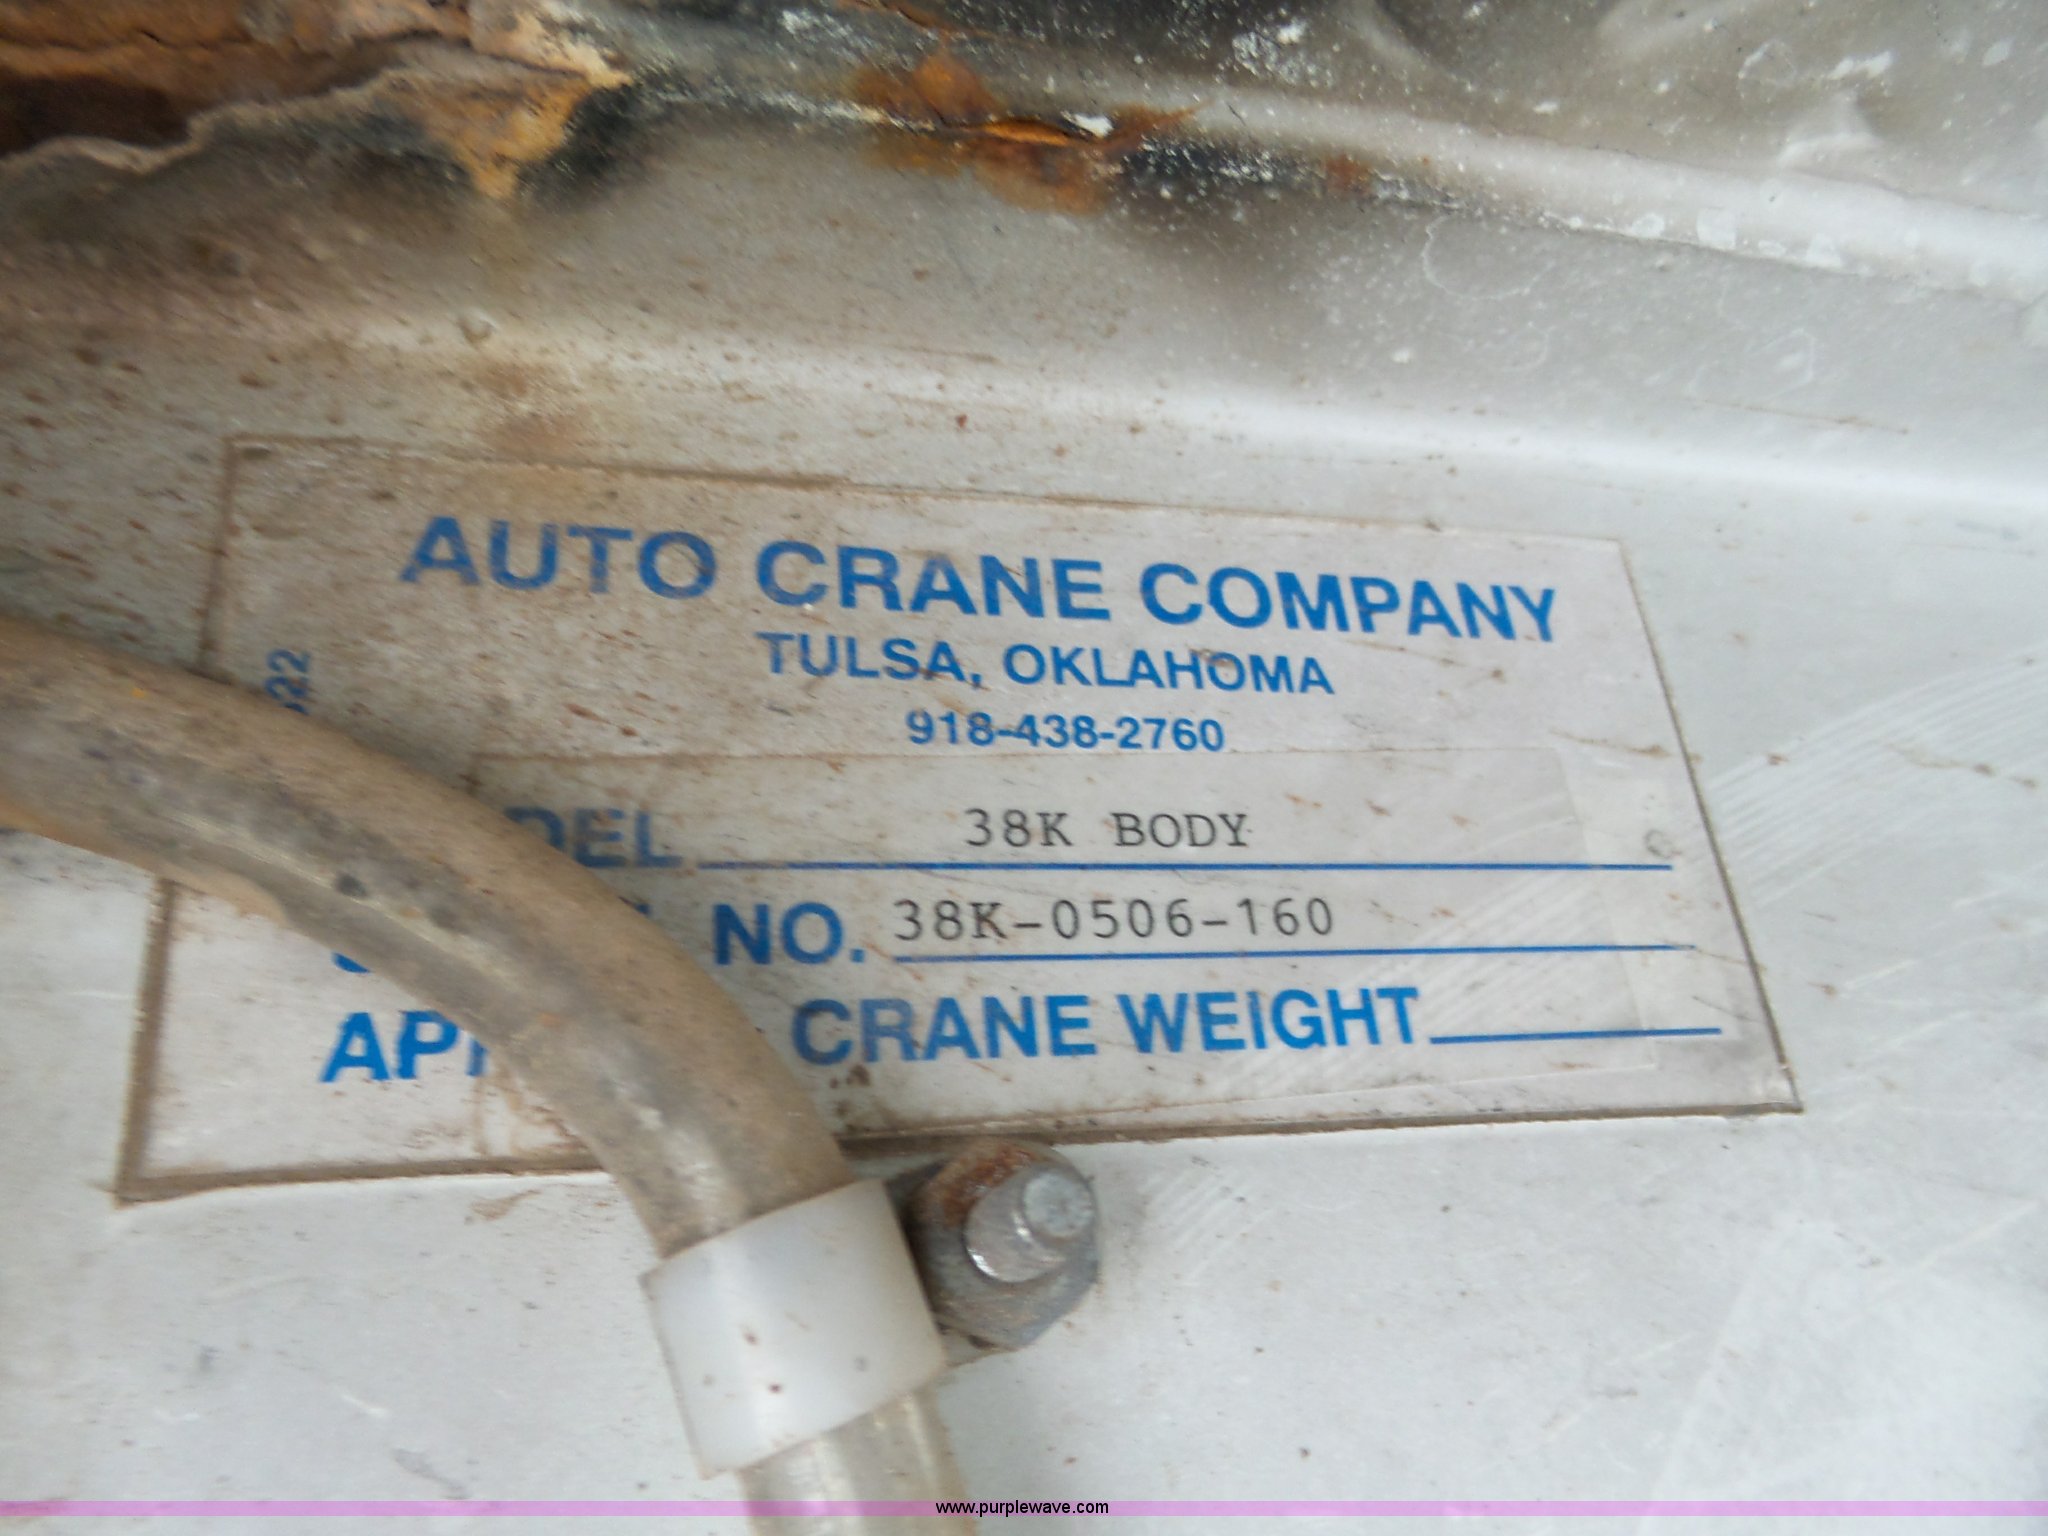 AUTO CRANE COMPANY
TULSA, OKLAHOMA
918-438-2760
38K BODY
NO. 38K-0506-160
CRANE WEIGHT
www.purplewave.com